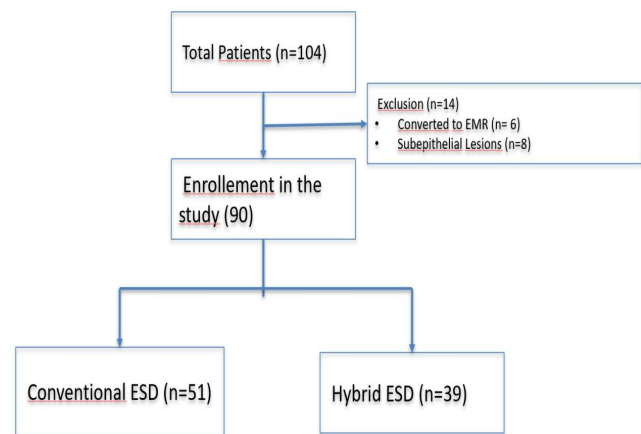 Total Patients (n=104)
Exclusion (n=14)
• Converted to EMR (n= 6)
• Subepithelial Lesions (n=8)
Enrollement in the
study (90)
Conventional ESD (n=51)
Hybrid ESD (n=39)